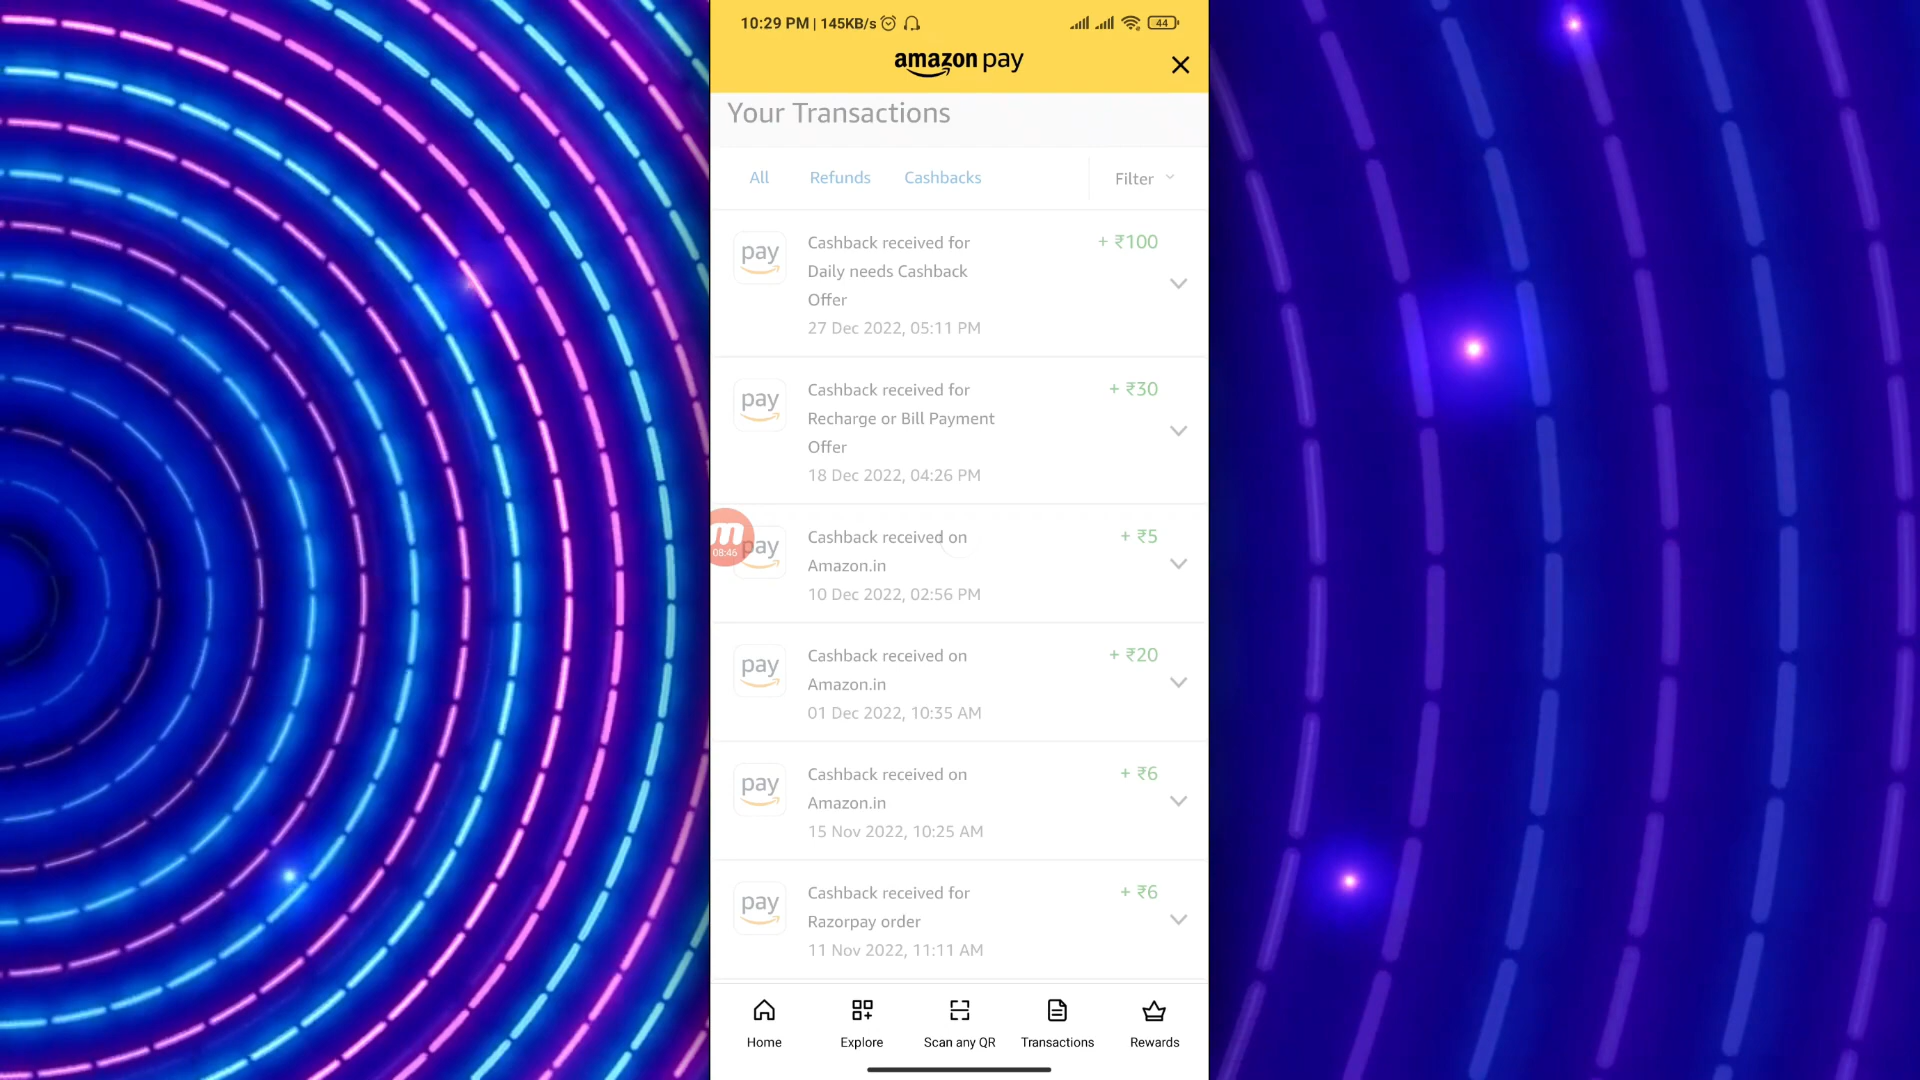 10:29 PM | 145KB/s
44
amazon pay
Your Transactions
All Refunds Cashbacks Filter
pay
Cashback received for
Daily needs Cashback
Offer
27 Dec 2022, 05:11 PM
+ ₹100
pay
Cashback received for
Recharge or Bill Payment
Offer
18 Dec 2022, 04:26 PM
+ ₹30
m
08:46
pay
Cashback received on
Amazon.in
10 Dec 2022, 02:56 PM
+ ₹5
pay
Cashback received on
Amazon.in
01 Dec 2022, 10:35 AM
+ ₹20
pay
Cashback received on
Amazon.in
15 Nov 2022, 10:25 AM
+ ₹6
pay
Cashback received for
Razorpay order
11 Nov 2022, 11:11 AM
+ ₹6
Home Explore Scan any QR Transactions Rewards